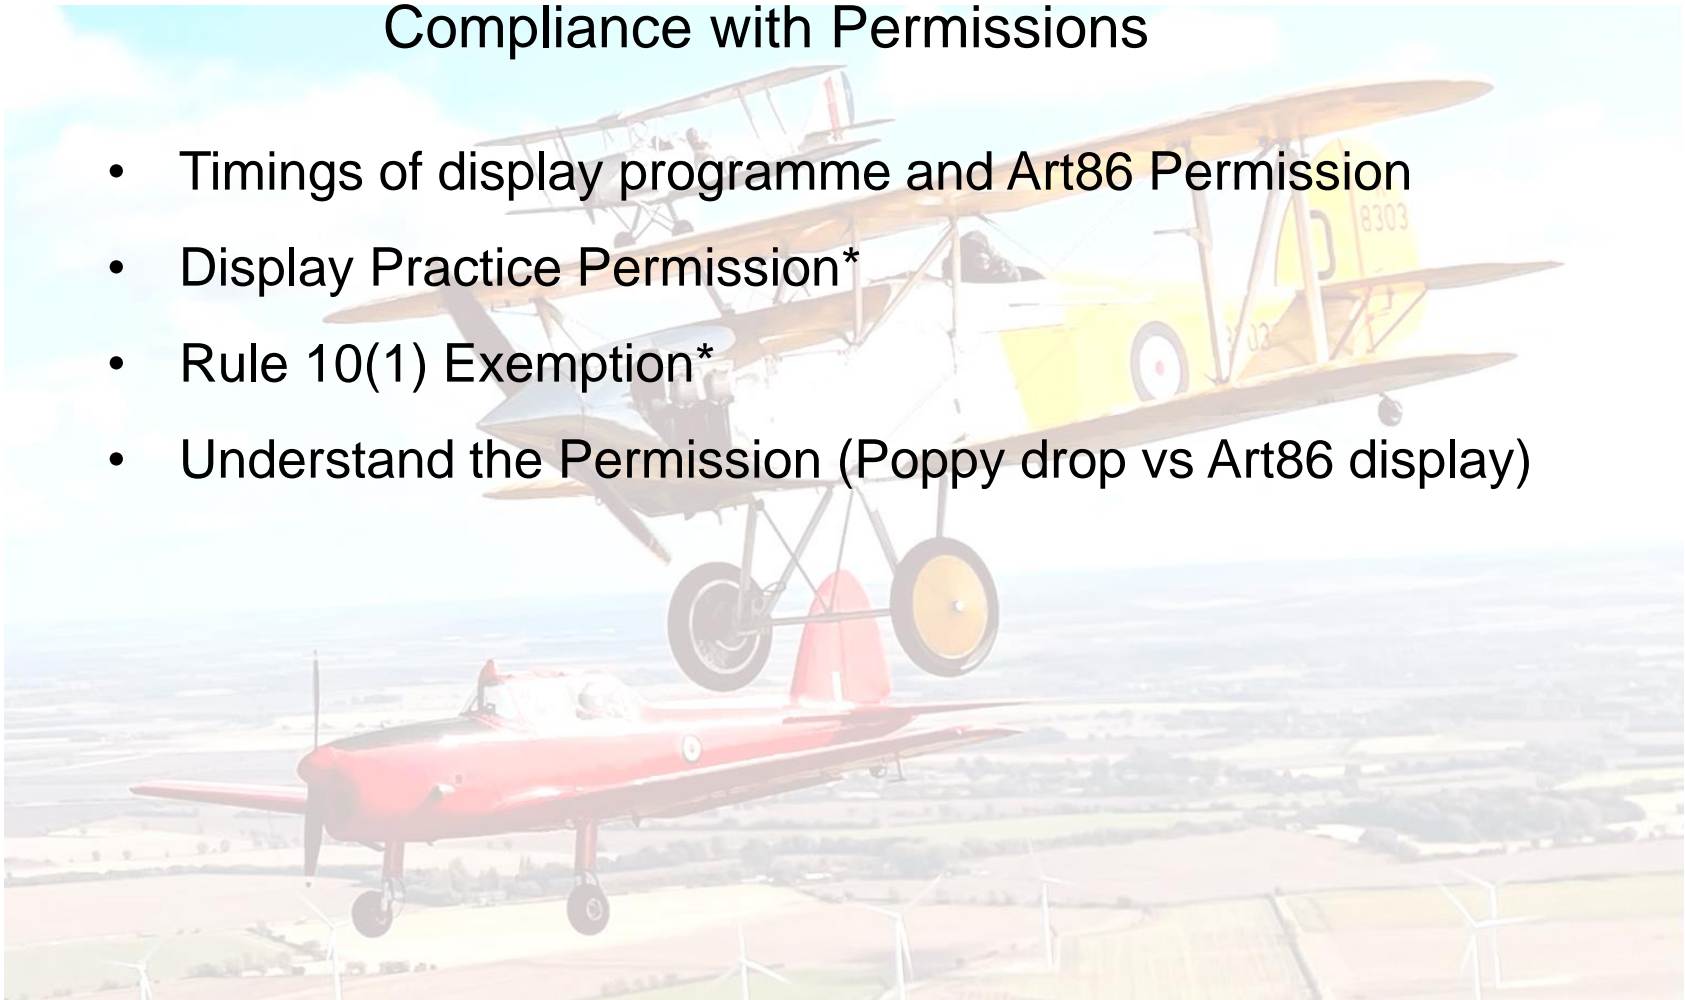 Compliance with Permissions
• Timings of display programme and Art86 Permission
• Display Practice Permission*
• Rule 10(1) Exemption*
• Understand the Permission (Poppy drop vs Art86 display)
8303